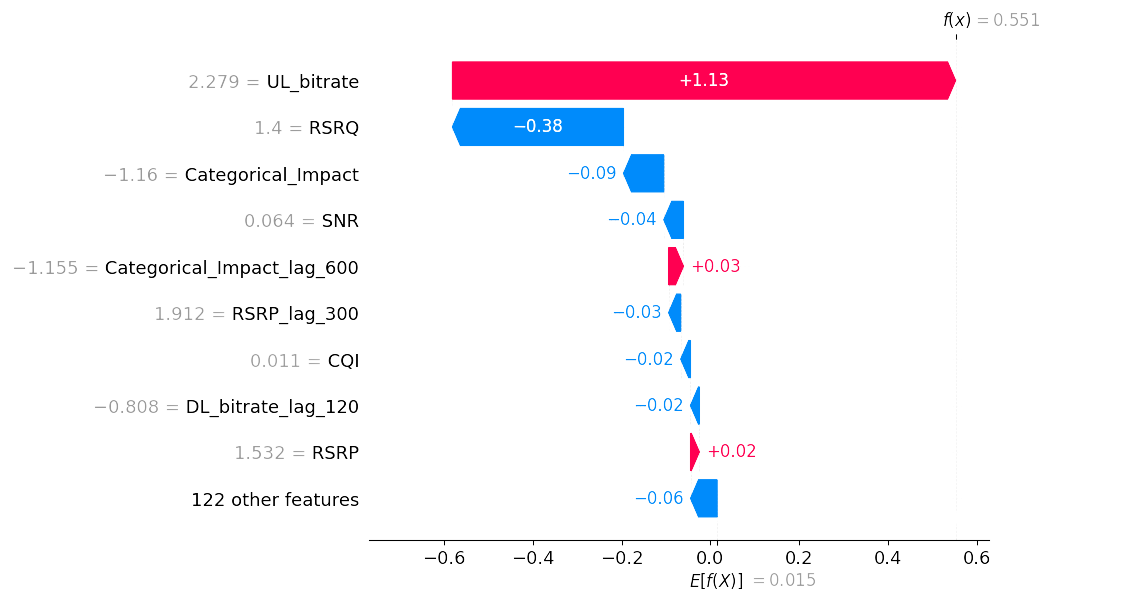 f(x) = 0.551
2.279 = UL_bitrate +1.13
1.4 = RSRQ −0.38
−1.16 = Categorical_Impact −0.09
0.064 = SNR −0.04
−1.155 = Categorical_Impact_lag_600 +0.03
1.912 = RSRP_lag_300 −0.03
0.011 = CQI −0.02
−0.808 = DL_bitrate_lag_120 −0.02
1.532 = RSRP +0.02
122 other features −0.06
−0.6 −0.4 −0.2 0.0 0.2 0.4 0.6
E[f(X)] = 0.015